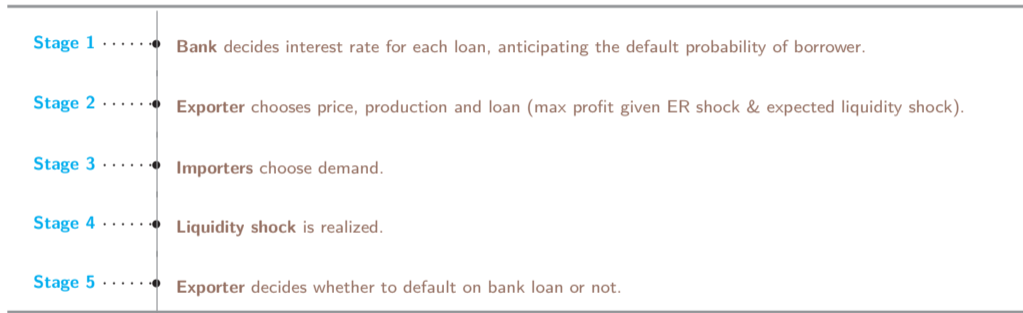 Stage 1 Bank decides interest rate for each loan, anticipating the default probability of borrower.
Stage 2 Exporter chooses price, production and loan (max profit given ER shock & expected liquidity shock).
Stage 3 Importers choose demand.
Stage 4 Liquidity shock is realized.
Stage 5 Exporter decides whether to default on bank loan or not.